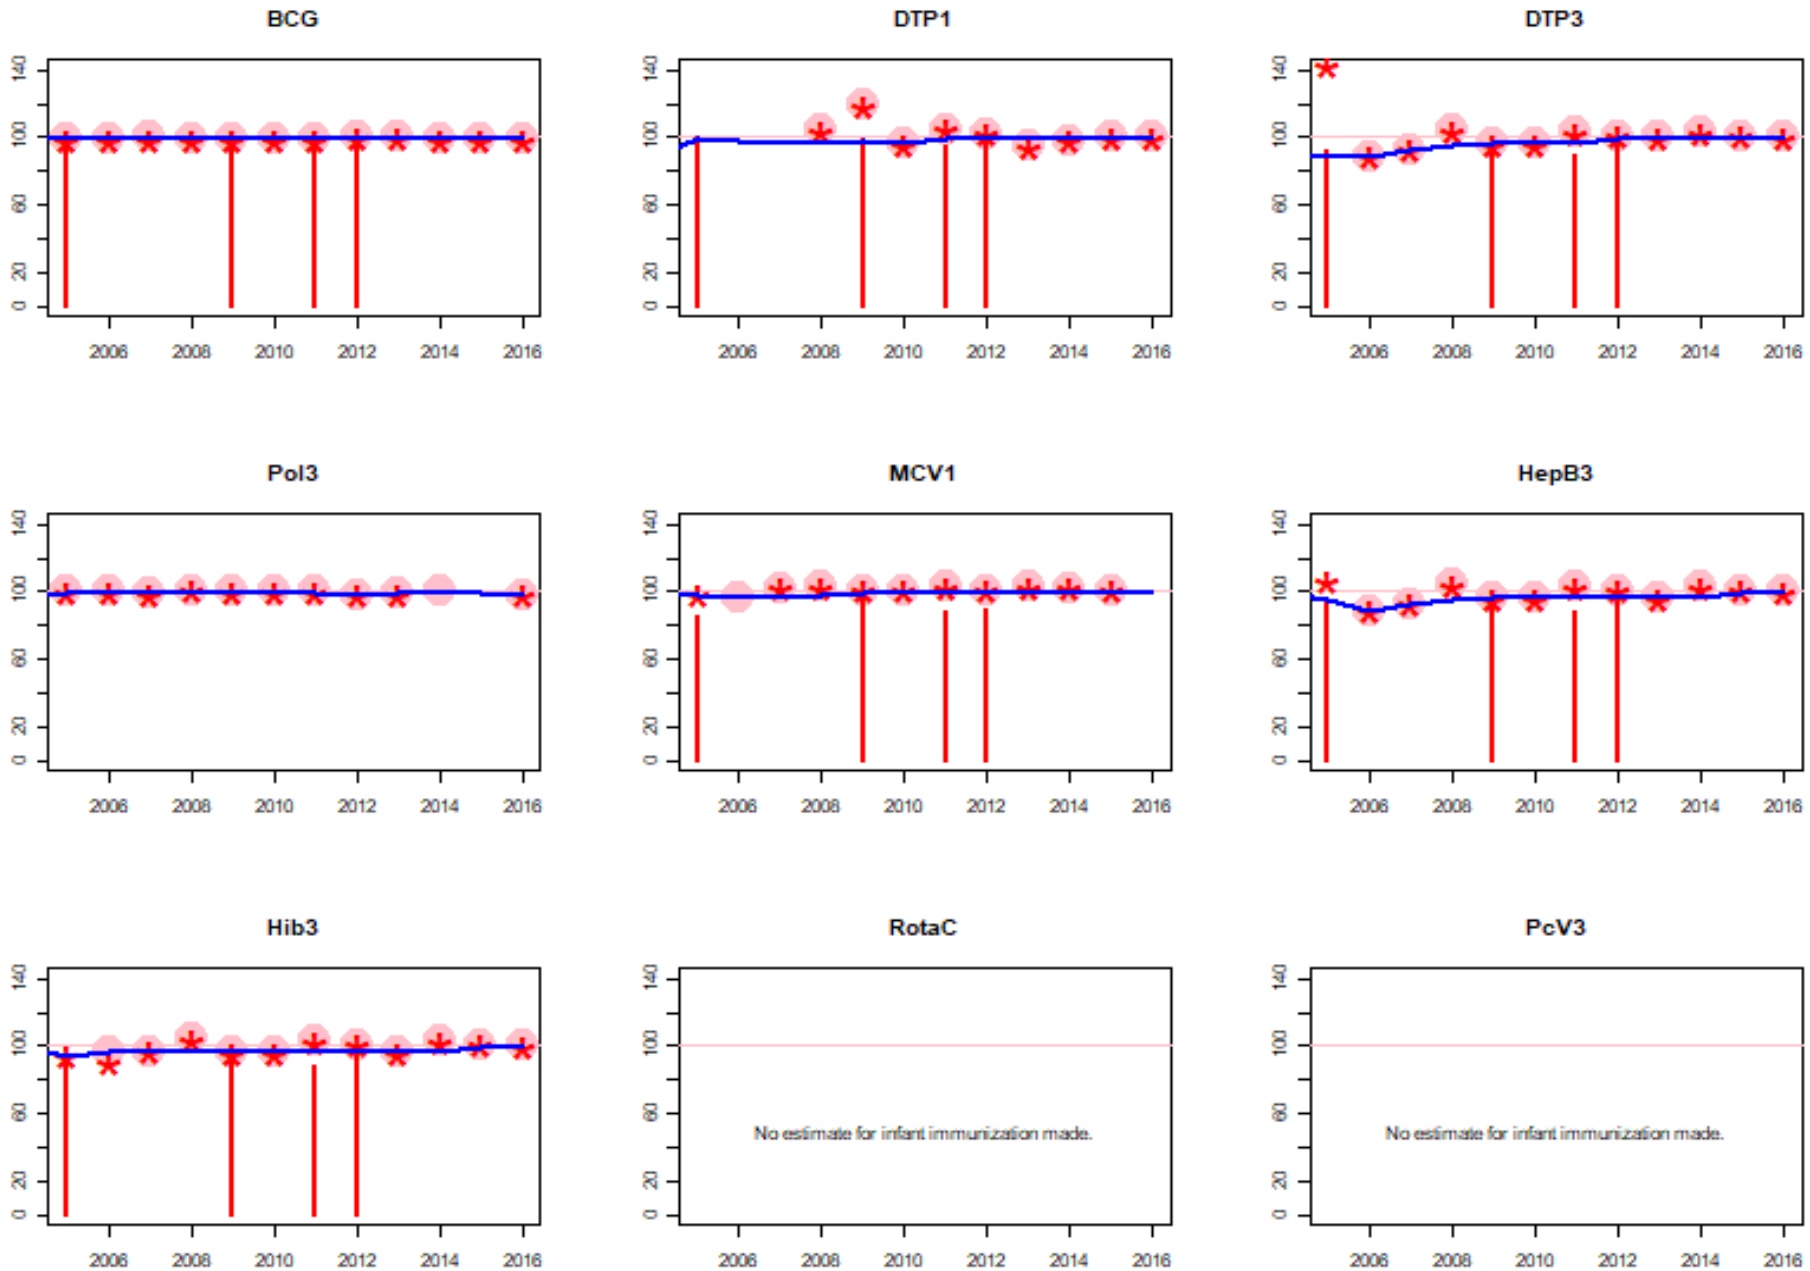 BCG DTP1 DTP3
140 140 140
100 100 100
60 60 60
20 20 20
0 0 0
2006 2008 2010 2012 2014 2016 2006 2008 2010 2012 2014 2016 2006 2008 2010 2012 2014 2016
Pol3 MCV1 HepB3
140 140 140
100 100 100
60 60 60
20 20 20
0 0 0
2006 2008 2010 2012 2014 2016 2006 2008 2010 2012 2014 2016 2006 2008 2010 2012 2014 2016
Hib3 RotaC PcV3
140 140 140
100 100 100
60 60 60
No estimate for infant immunization made. No estimate for infant immunization made.
20 20 20
0 0 0
2006 2008 2010 2012 2014 2016 2006 2008 2010 2012 2014 2016 2006 2008 2010 2012 2014 2016